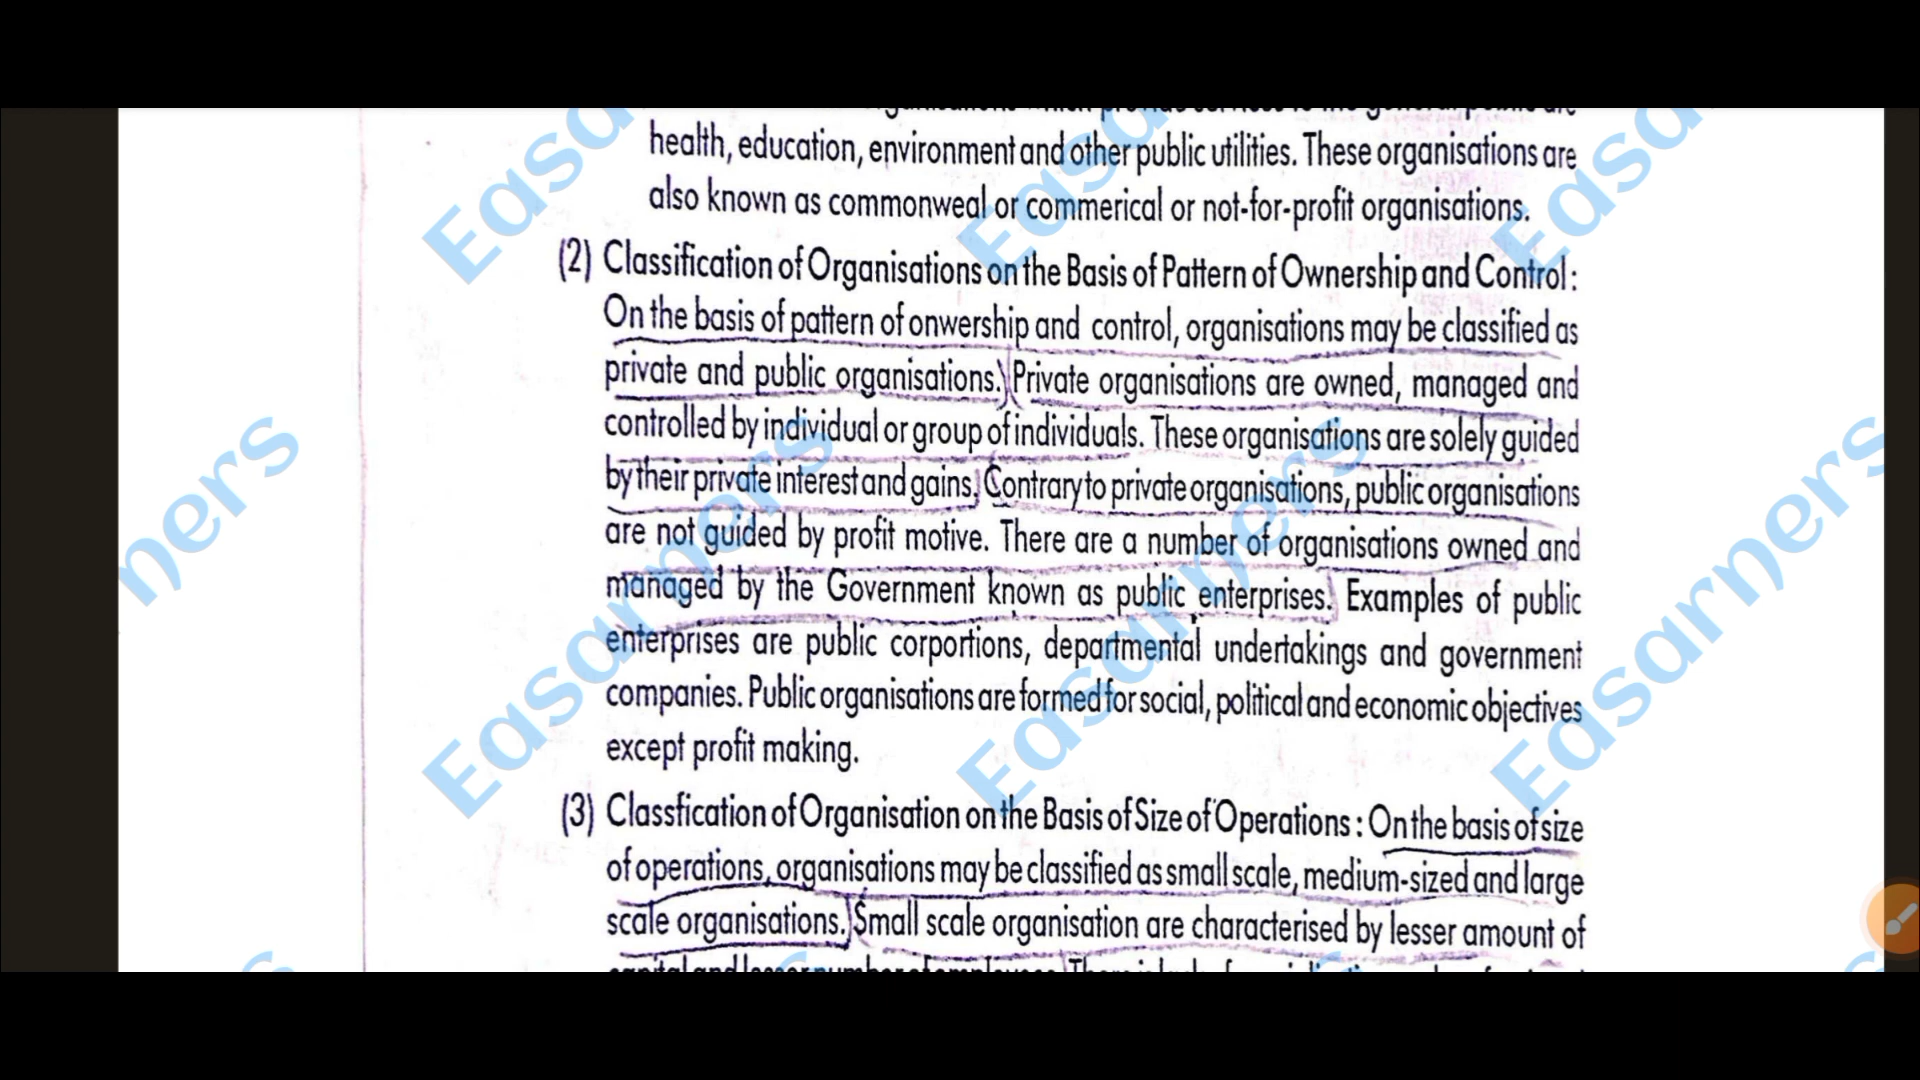 health, education, environment and other public utilities. These organisations are
also known as commonweal or commerical or not-for-profit organisations.
(2) Classification of Organisations on the Basis of Pattern of Ownership and Control :
On the basis of pattern of onwership and control, organisations may be classified as
private and public organisations. Private organisations are owned, managed and
controlled by individual or group of individuals. These organisations are solely guided
by their private interest and gains. Contrary to private organisations, public organisations
are not guided by profit motive. There are a number of organisations owned and
managed by the Government known as public enterprises. Examples of public
enterprises are public corportions, departmental undertakings and government
companies. Public organisations are formed for social, political and economic objectives
except profit making.
(3) Classfication of Organisation on the Basis of Size of Operations : On the basis of size
of operations, organisations may be classified as small scale, medium-sized and large
scale organisations. Small scale organisation are characterised by lesser amount of
Easarners
Easarners
Easarners